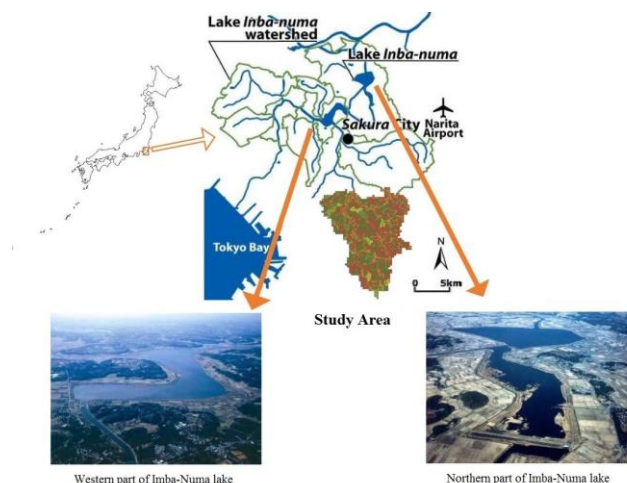 Lake Inba-numa
watershed
Lake Inba-numa
Sakura City
Narita
Airport
Tokyo Bay
N
0 5km
Study Area
Western part of Imba-Numa lake
Northern part of Imba-Numa lake